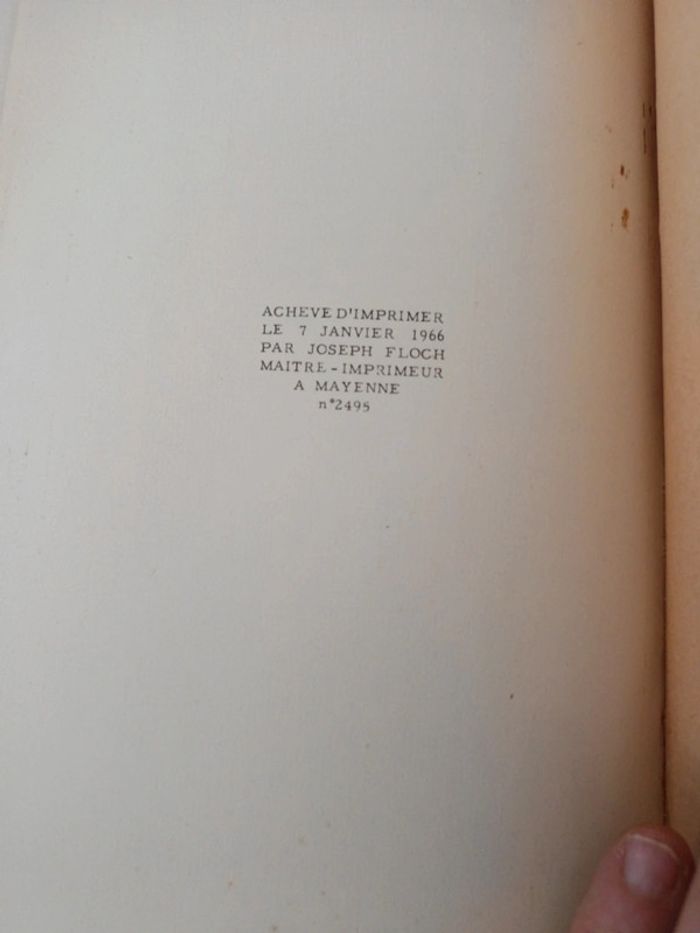 ACHEVE D'IMPRIMER
LE 7 JANVIER 1966
PAR JOSEPH FLOCH
MAITRE-IMPRIMEUR
A MAYENNE
n°2495